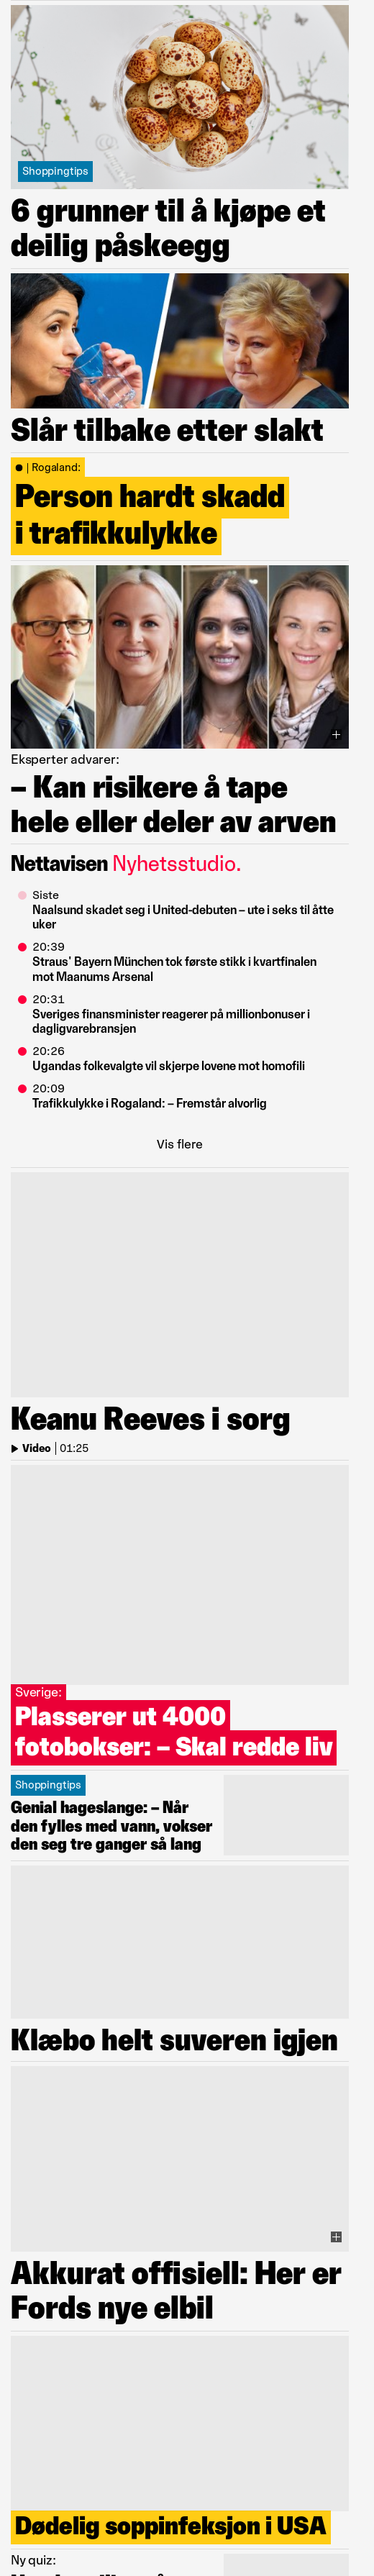 Shoppingtips
6 grunner til å kjøpe et
deilig påskeegg
Slår tilbake etter slakt
| Rogaland:
Person hardt skadd
i trafikkulykke
Eksperter advarer:
– Kan risikere å tape
hele eller deler av arven
Nettavisen Nyhetsstudio.
Siste
Naalsund skadet seg i United-debuten – ute i seks til åtte
uker
20:39
Straus' Bayern München tok første stikk i kvartfinalen
mot Maanums Arsenal
20:31
Sveriges finansminister reagerer på millionbonuser i
dagligvarebransjen
20:26
Ugandas folkevalgte vil skjerpe lovene mot homofili
20:09
Trafikkulykke i Rogaland: – Fremstår alvorlig
Vis flere
Keanu Reeves i sorg
Video | 01:25
Sverige:
Plasserer ut 4000
fotobokser: – Skal redde liv
Shoppingtips
Genial hageslange: – Når
den fylles med vann, vokser
den seg tre ganger så lang
Klæbo helt suveren igjen
Akkurat offisiell: Her er
Fords nye elbil
Dødelig soppinfeksjon i USA
Ny quiz: